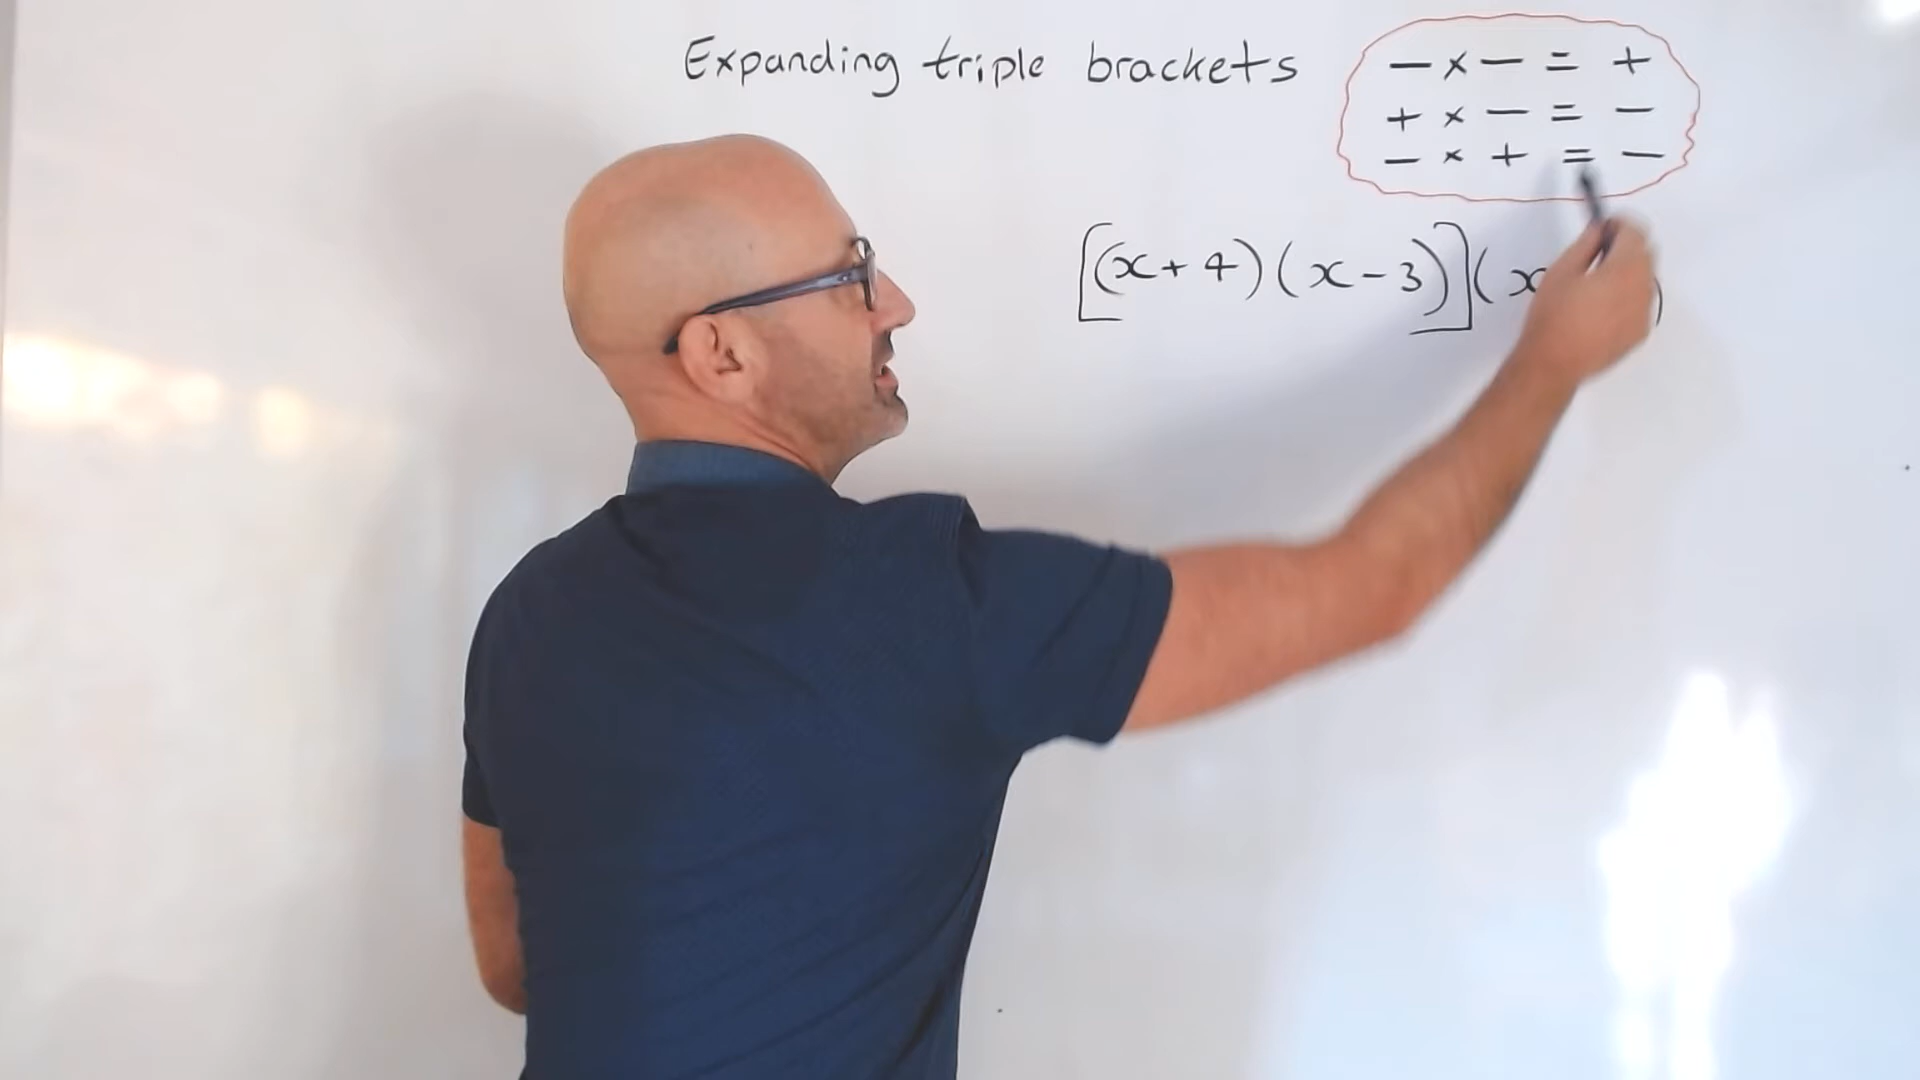 Expanding triple brackets
− × − = +
+ × − = −
− × + = −
[(x + 4)(x − 3)](x )